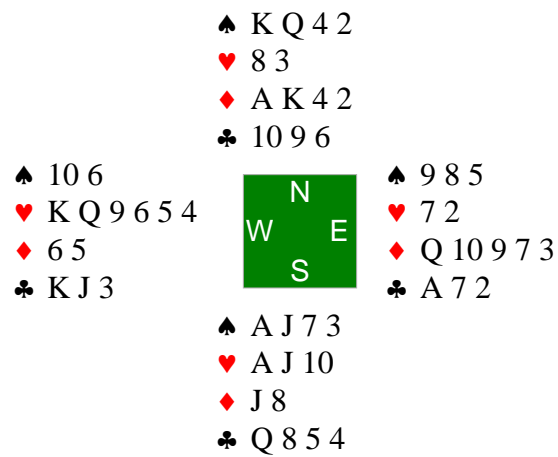 ♠ K Q 4 2
♥ 8 3
♦ A K 4 2
♣ 10 9 6
♠ 10 6
♥ K Q 9 6 5 4
♦ 6 5
♣ K J 3
N
W E
S
♠ 9 8 5
♥ 7 2
♦ Q 10 9 7 3
♣ A 7 2
♠ A J 7 3
♥ A J 10
♦ J 8
♣ Q 8 5 4